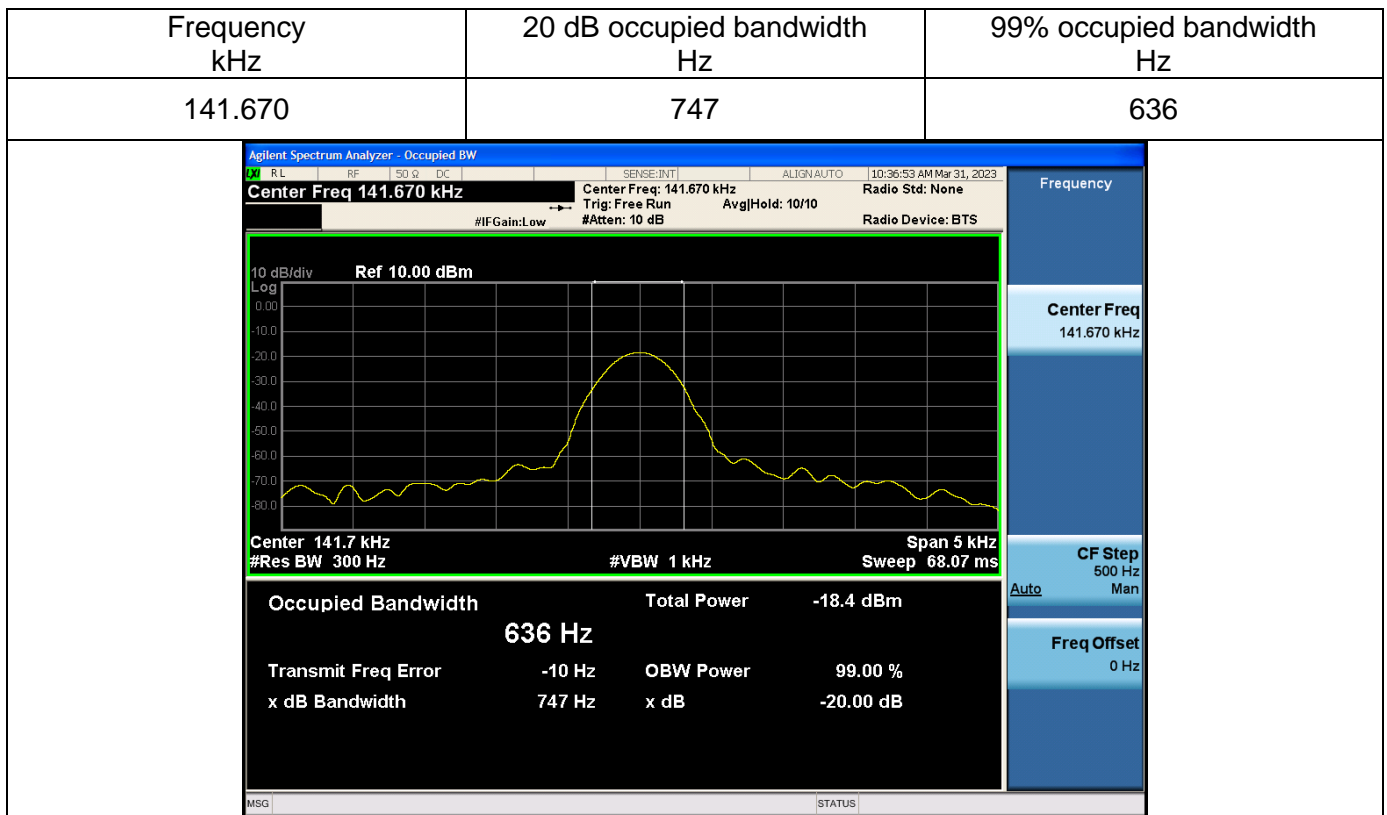 Frequency
kHz
20 dB occupied bandwidth
Hz
99% occupied bandwidth
Hz
141.670
747
636
Agilent Spectrum Analyzer - Occupied BW
LXI RL RF 50 Ω DC SENSE:INT ALIGN AUTO 10:36:53 AM Mar 31, 2023
Center Freq 141.670 kHz
Center Freq: 141.670 kHz
Radio Std: None
Trig: Free Run Avg|Hold: 10/10
#IFGain:Low
#Atten: 10 dB
Radio Device: BTS
10 dB/div Ref 10.00 dBm
Log
0.00
-10.0
-20.0
-30.0
-40.0
-50.0
-60.0
-70.0
-80.0
Center 141.7 kHz Span 5 kHz
#Res BW 300 Hz #VBW 1 kHz Sweep 68.07 ms
Occupied Bandwidth Total Power -18.4 dBm
636 Hz
Transmit Freq Error -10 Hz OBW Power 99.00 %
x dB Bandwidth 747 Hz x dB -20.00 dB
MSG STATUS
Frequency
Center Freq
141.670 kHz
CF Step
500 Hz
Auto Man
Freq Offset
0 Hz